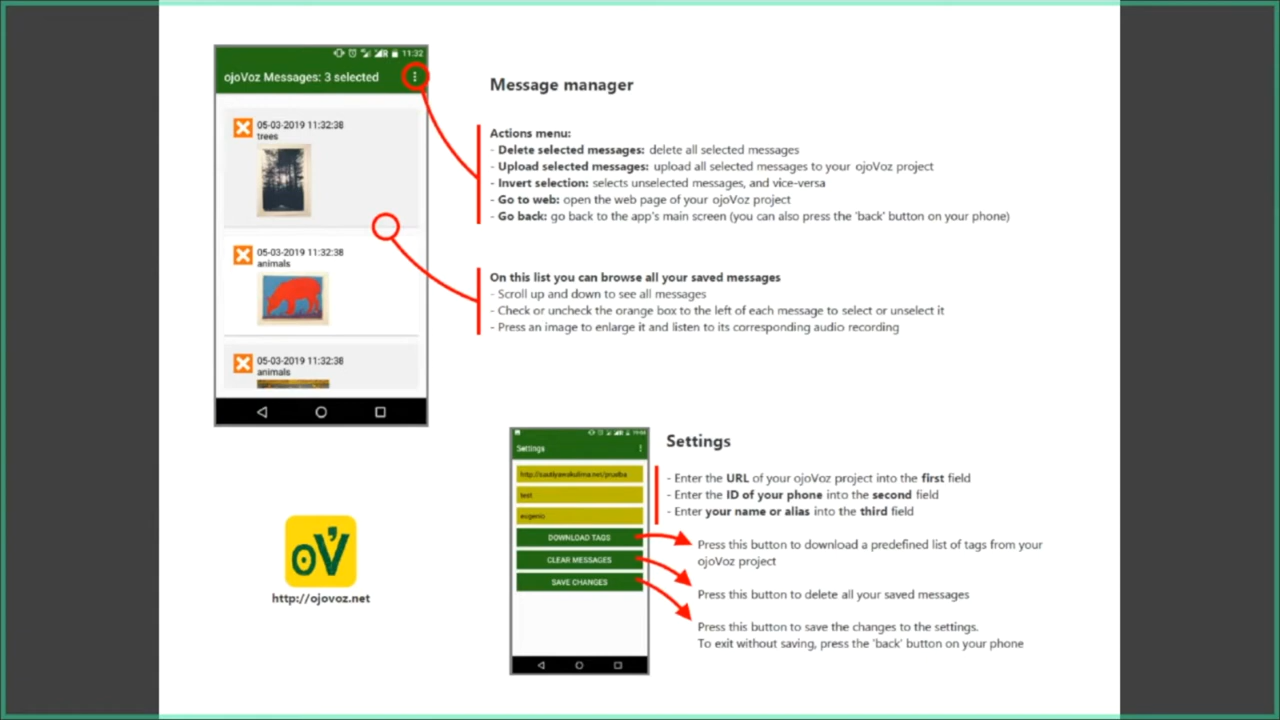 11:32
ojoVoz Messages: 3 selected
05-03-2019 11:32:38
trees
05-03-2019 11:32:38
animals
05-03-2019 11:32:38
animals
Message manager
Actions menu:
- Delete selected messages: delete all selected messages
- Upload selected messages: upload all selected messages to your ojoVoz project
- Invert selection: selects unselected messages, and vice-versa
- Go to web: open the web page of your ojoVoz project
- Go back: go back to the app's main screen (you can also press the 'back' button on your phone)
On this list you can browse all your saved messages
- Scroll up and down to see all messages
- Check or uncheck the orange box to the left of each message to select or unselect it
- Press an image to enlarge it and listen to its corresponding audio recording
oV
http://ojovoz.net
Settings
http://sautiyawakulima.net/prueba
test
eugenio
DOWNLOAD TAGS
CLEAR MESSAGES
SAVE CHANGES
Settings
- Enter the URL of your ojoVoz project into the first field
- Enter the ID of your phone into the second field
- Enter your name or alias into the third field
Press this button to download a predefined list of tags from your
ojoVoz project
Press this button to delete all your saved messages
Press this button to save the changes to the settings.
To exit without saving, press the 'back' button on your phone